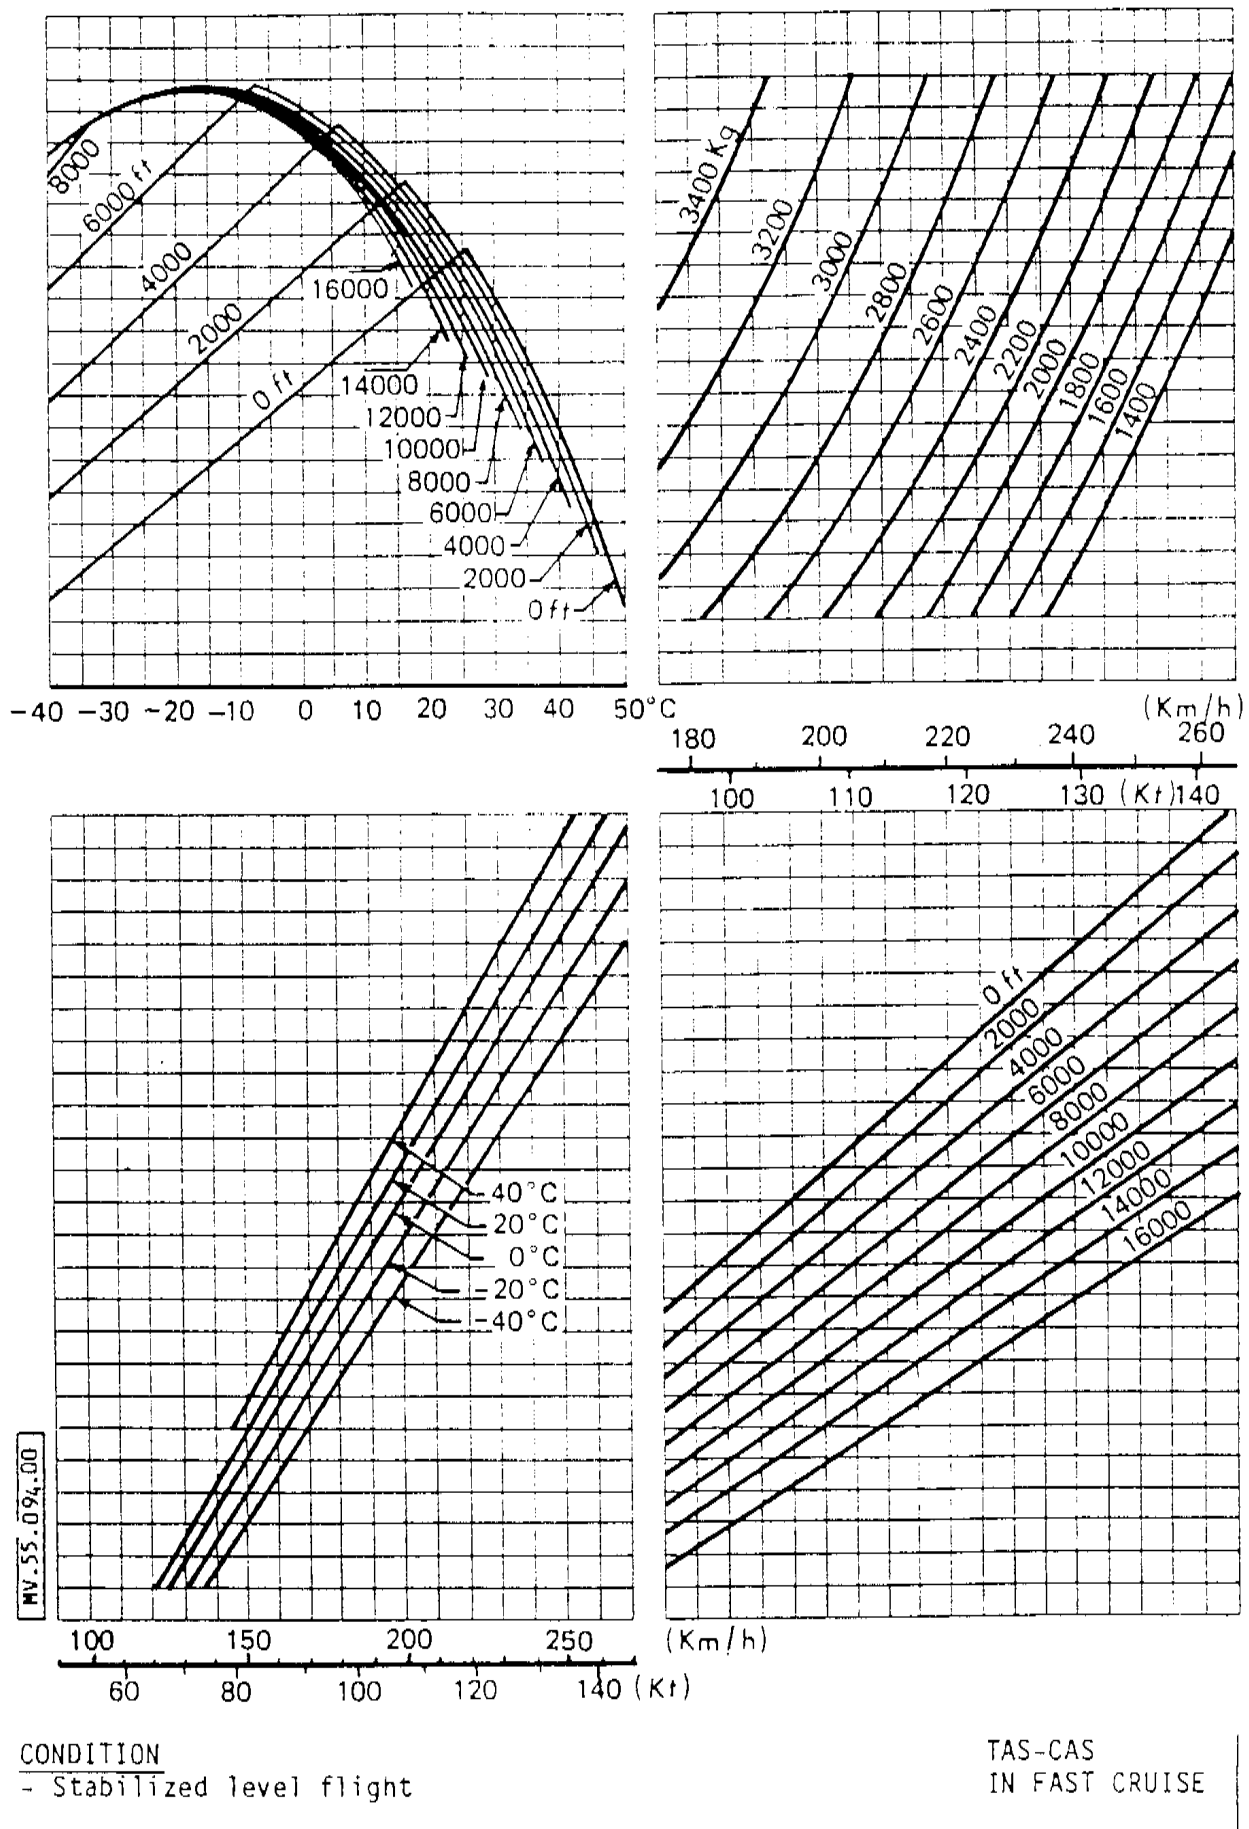 8000
6000 ft
4000
2000
0 ft
16000
14000
12000
10000
8000
6000
4000
2000
0 ft
-40 -30 -20 -10 0 10 20 30 40 50°C
3400 Kg
3200
3000
2800
2600
2400
2200
2000
1800
1600
1400
(Km/h)
180 200 220 240 260
100 110 120 130 (Kt) 140
40°C
20°C
0°C
-20°C
-40°C
MV.55.094.00
100 150 200 250 (Km/h)
60 80 100 120 140 (Kt)
0 ft
2000
4000
6000
8000
10000
12000
14000
16000
CONDITION
- Stabilized level flight
TAS-CAS
IN FAST CRUISE